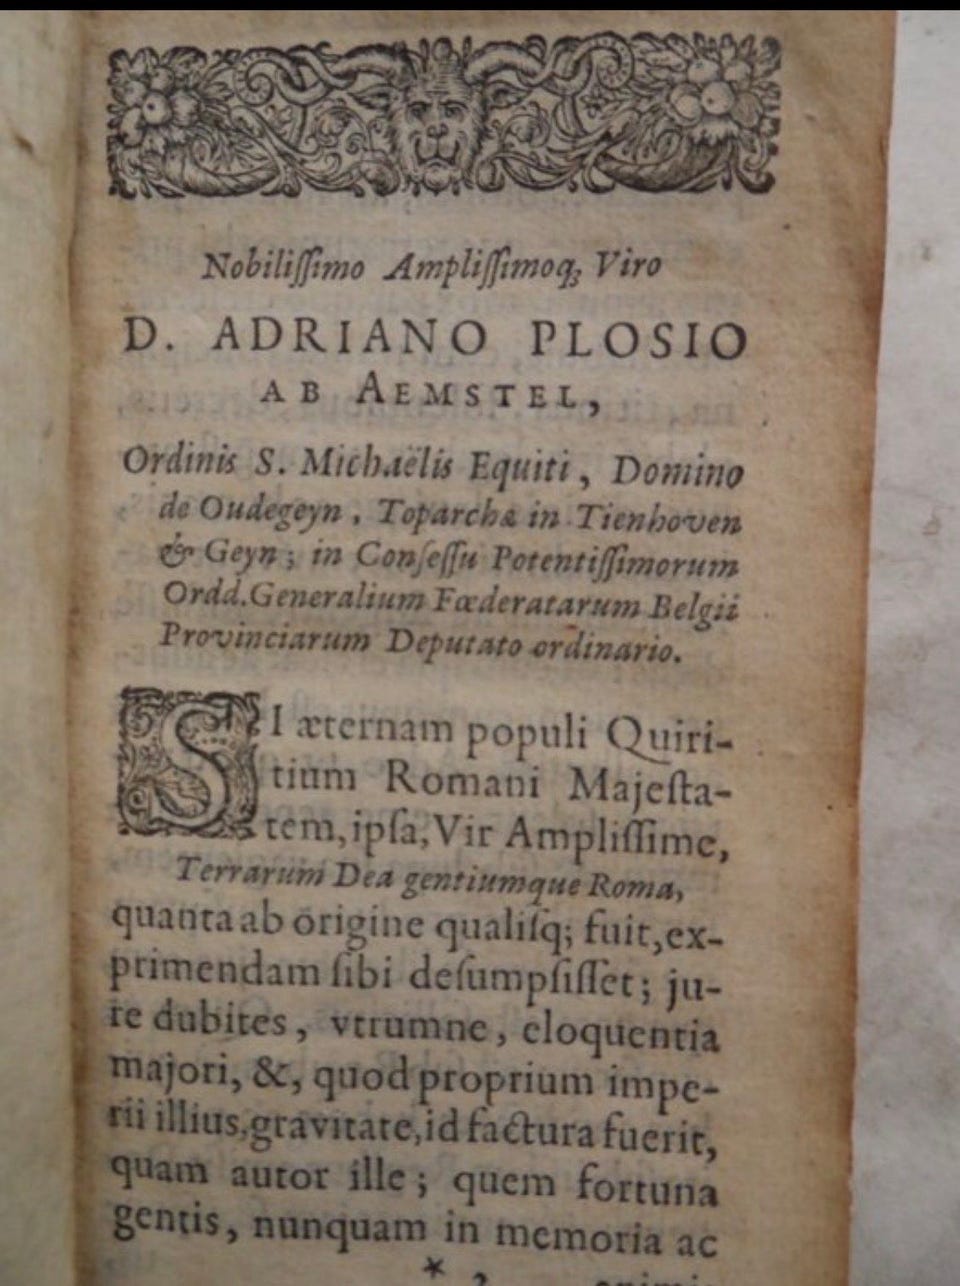 Nobiliſſimo Ampliſſimoq; Viro
D. ADRIANO PLOSIO
AB AEMSTEL,
Ordinis S. Michaëlis Equiti, Domino
de Oudegeyn, Toparchæ in Tienhoven
& Geyn; in Conſeſſu Potentiſſimorum
Ordd. Generalium Fœderatarum Belgii
Provinciarum Deputato ordinario.
SI æternam populi Quiri-
tium Romani Majeſta-
tem, ipſa, Vir Ampliſſime,
Terrarum Dea gentiumque Roma,
quanta ab origine qualiſq; fuit, ex-
primendam ſibi deſumpſiſſet; ju-
re dubites, vtrumne, eloquentia
majori, &, quod proprium impe-
rii illius, gravitate, id factura fuerit,
quam autor ille; quem fortuna
gentis, nunquam in memoria ac
* 2